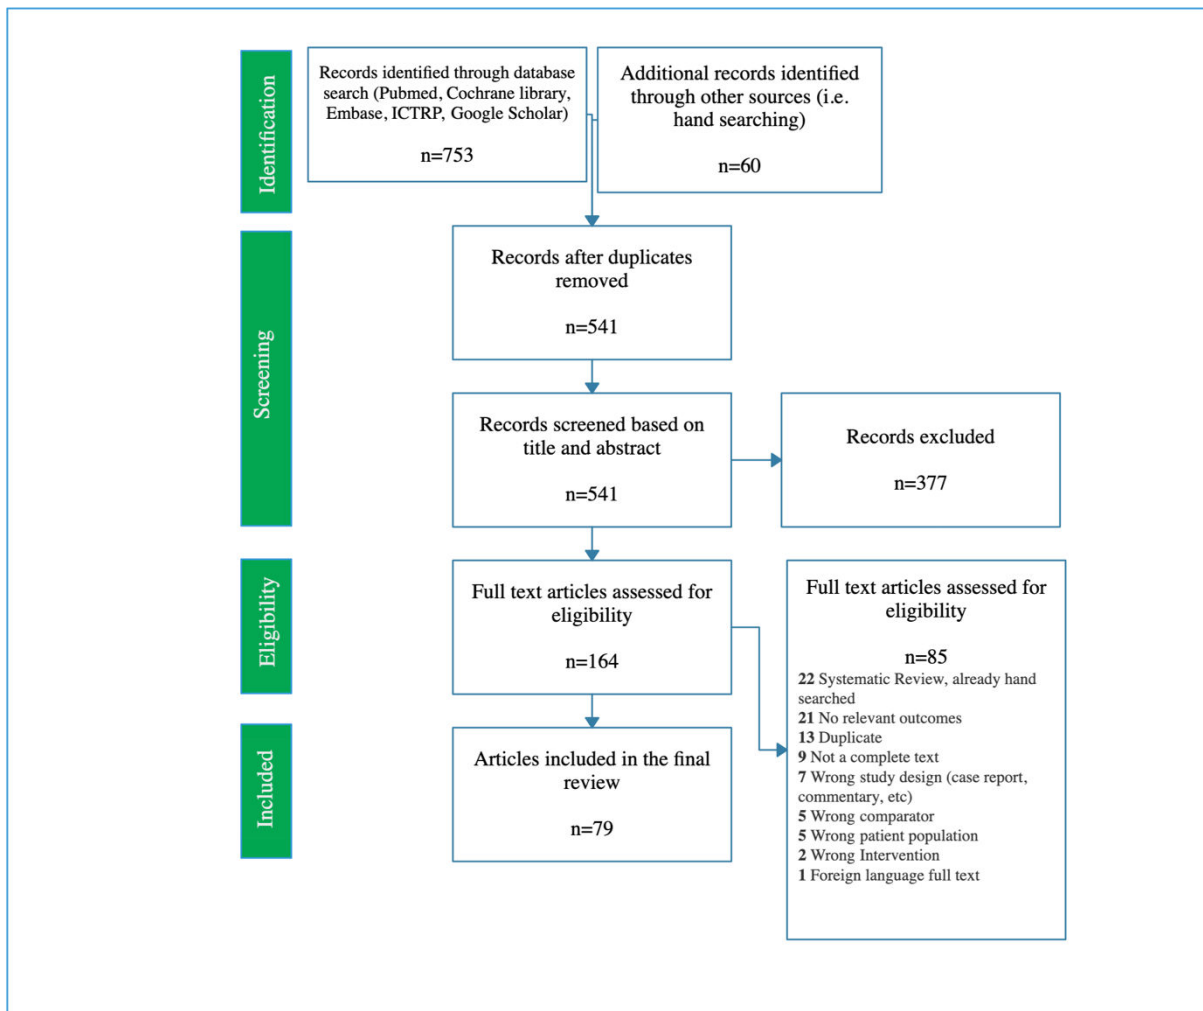 Identification
Records identified through database
search (Pubmed, Cochrane library,
Embase, ICTRP, Google Scholar)
n=753
Additional records identified
through other sources (i.e.
hand searching)
n=60
Screening
Records after duplicates
removed
n=541
Records screened based on
title and abstract
n=541
Records excluded
n=377
Eligibility
Full text articles assessed for
eligibility
n=164
Full text articles assessed for
eligibility
n=85
22 Systematic Review, already hand
searched
21 No relevant outcomes
13 Duplicate
9 Not a complete text
7 Wrong study design (case report,
commentary, etc)
5 Wrong comparator
5 Wrong patient population
2 Wrong Intervention
1 Foreign language full text
Included
Articles included in the final
review
n=79